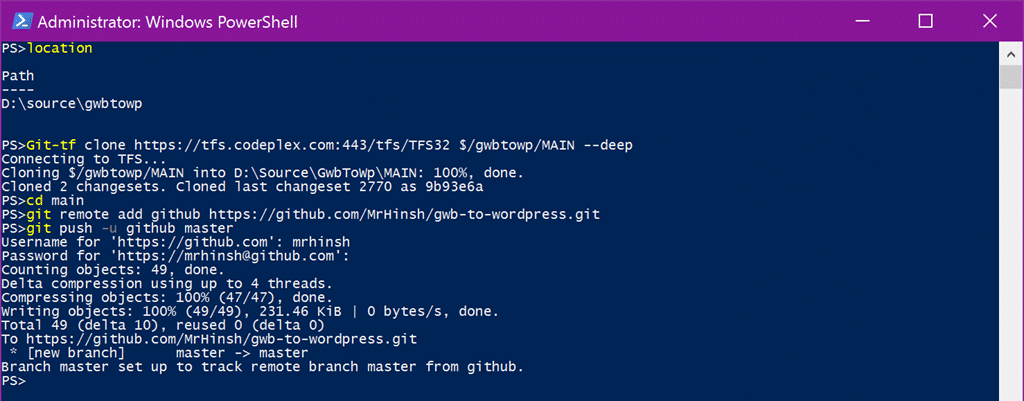 Administrator: Windows PowerShell
PS>location
Path
----
D:\source\gwbtowp
PS>Git-tf clone https://tfs.codeplex.com:443/tfs/TFS32 $/gwbtowp/MAIN --deep
Connecting to TFS...
Cloning $/gwbtowp/MAIN into D:\Source\GwbToWp\MAIN: 100%, done.
Cloned 2 changesets. Cloned last changeset 2770 as 9b93e6a
PS>cd main
PS>git remote add github https://github.com/MrHinsh/gwb-to-wordpress.git
PS>git push -u github master
Username for 'https://github.com': mrhinsh
Password for 'https://mrhinsh@github.com':
Counting objects: 49, done.
Delta compression using up to 4 threads.
Compressing objects: 100% (47/47), done.
Writing objects: 100% (49/49), 231.46 KiB | 0 bytes/s, done.
Total 49 (delta 10), reused 0 (delta 0)
To https://github.com/MrHinsh/gwb-to-wordpress.git
 * [new branch]      master -> master
Branch master set up to track remote branch master from github.
PS>